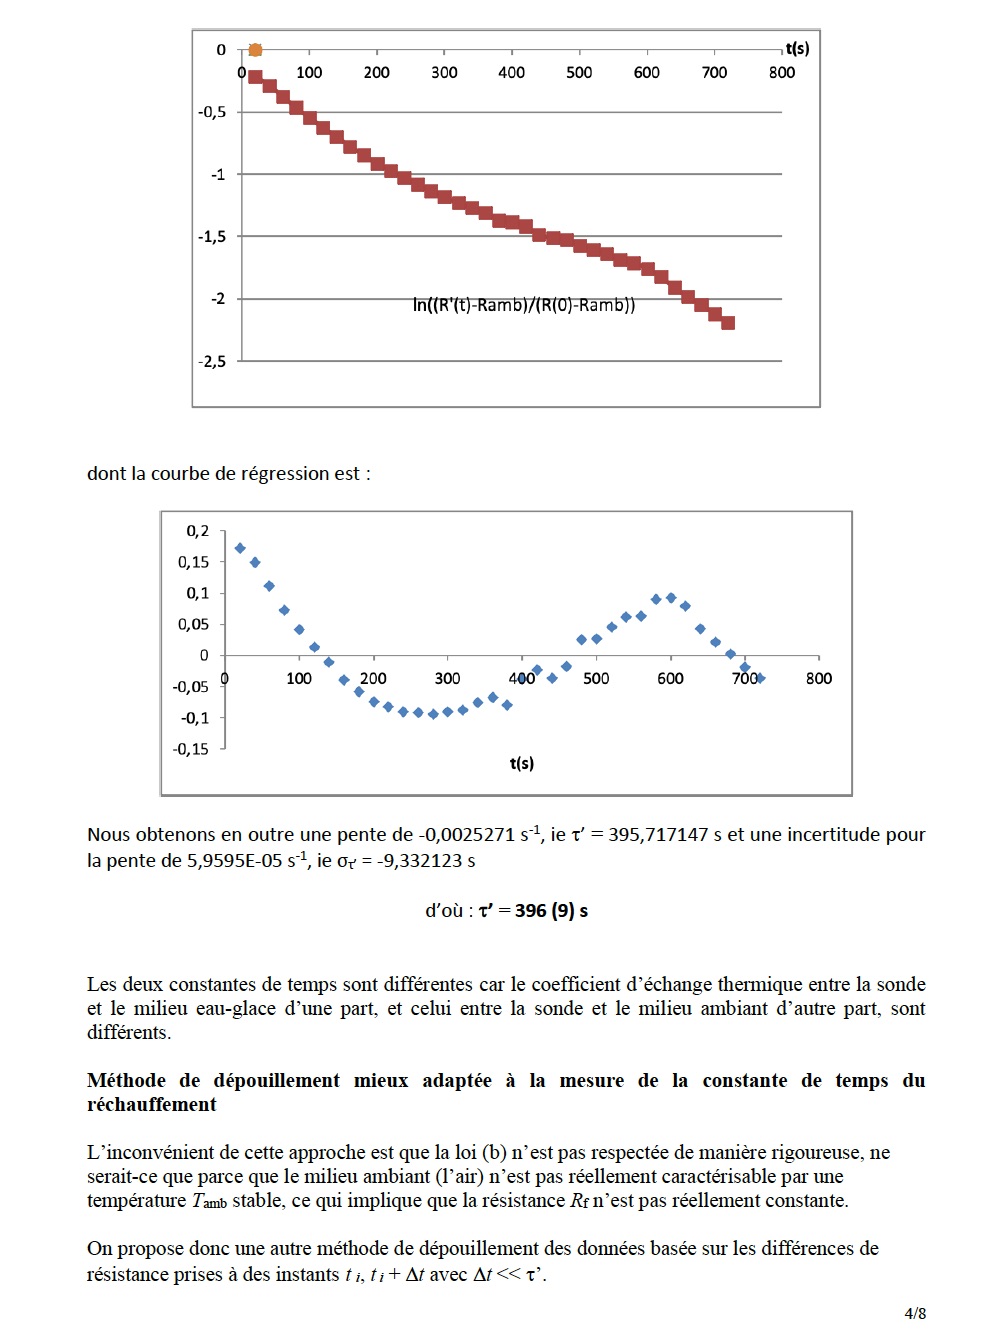 0
t(s)
0 100 200 300 400 500 600 700 800
-0,5
-1
-1,5
-2
ln((R'(t)-Ramb)/(R(0)-Ramb))
-2,5
dont la courbe de régression est :
0,2
0,15
0,1
0,05
0
0 100 200 300 400 500 600 700 800
-0,05
-0,1
-0,15
t(s)
Nous obtenons en outre une pente de -0,0025271 s-1, ie τ’ = 395,717147 s et une incertitude pour
la pente de 5,9595E-05 s-1, ie στ’ = -9,332123 s
d’où : τ’ = 396 (9) s
Les deux constantes de temps sont différentes car le coefficient d’échange thermique entre la sonde
et le milieu eau-glace d’une part, et celui entre la sonde et le milieu ambiant d’autre part, sont
différents.
Méthode de dépouillement mieux adaptée à la mesure de la constante de temps du
réchauffement
L’inconvénient de cette approche est que la loi (b) n’est pas respectée de manière rigoureuse, ne
serait-ce que parce que le milieu ambiant (l’air) n’est pas réellement caractérisable par une
température Tamb stable, ce qui implique que la résistance Rf n’est pas réellement constante.
On propose donc une autre méthode de dépouillement des données basée sur les différences de
résistance prises à des instants t i, t i + Δt avec Δt << τ’.
4/8